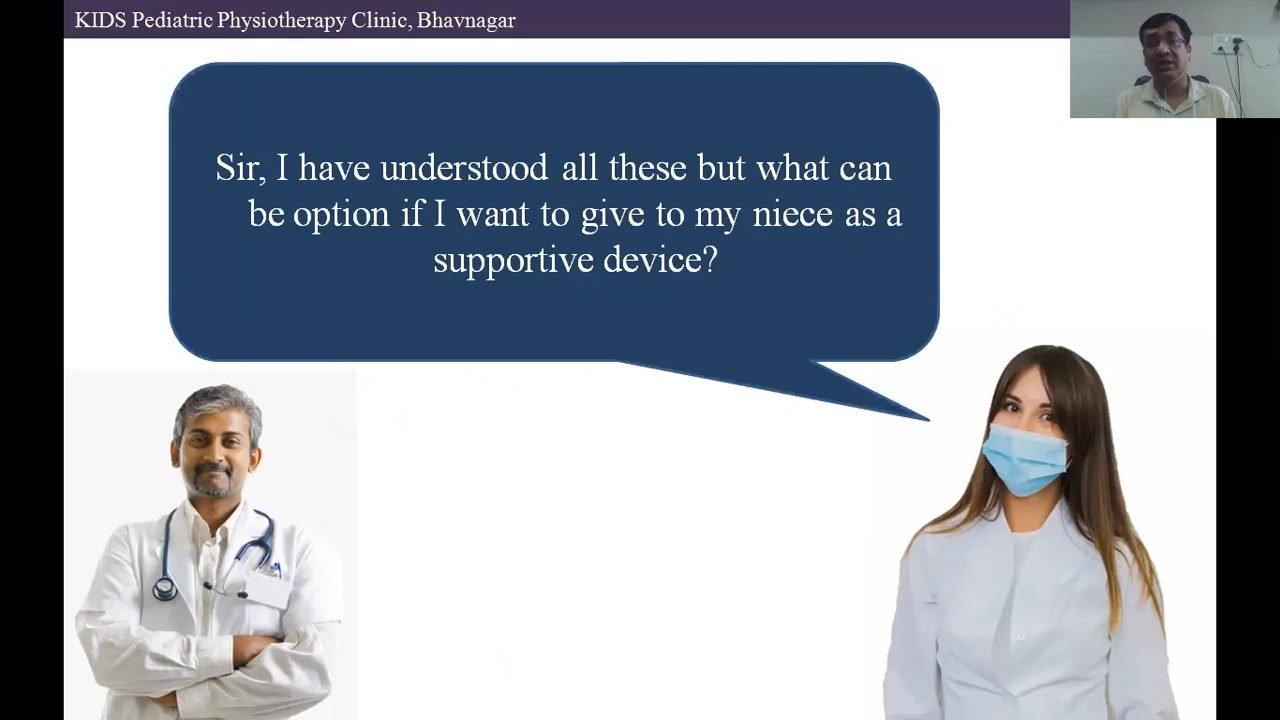 KIDS Pediatric Physiotherapy Clinic, Bhavnagar
Sir, I have understood all these but what can
be option if I want to give to my niece as a
supportive device?